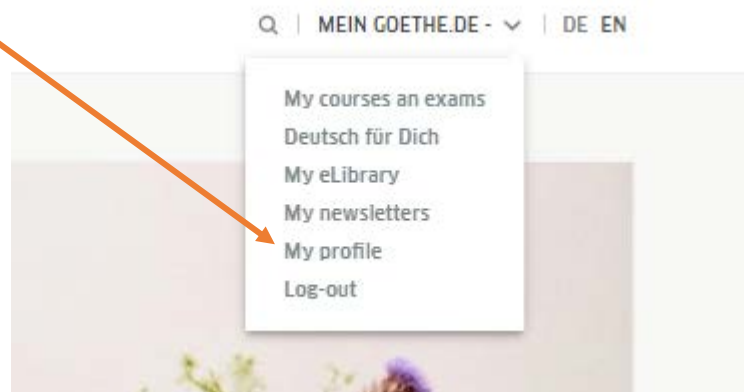 MEIN GOETHE.DE - DE EN
My courses an exams
Deutsch für Dich
My eLibrary
My newsletters
My profile
Log-out